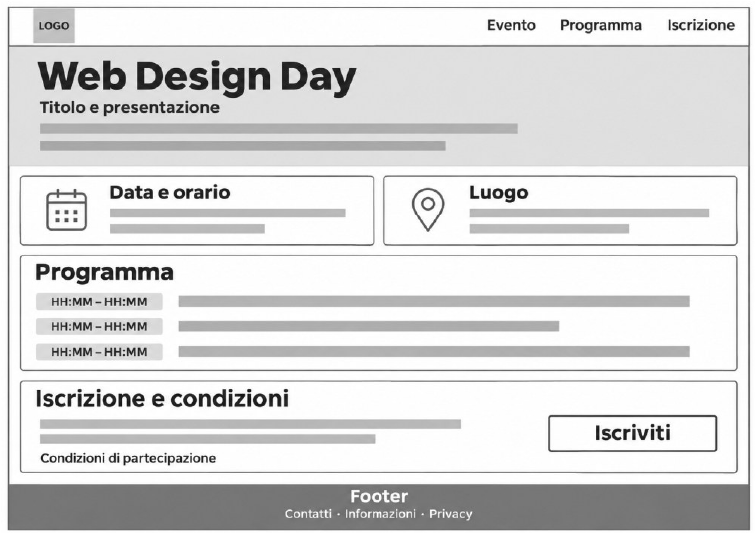 LOGO
Evento Programma Iscrizione
Web Design Day
Titolo e presentazione
Data e orario
Luogo
Programma
HH:MM – HH:MM
HH:MM – HH:MM
HH:MM – HH:MM
Iscrizione e condizioni
Condizioni di partecipazione
Iscriviti
Footer
Contatti · Informazioni · Privacy